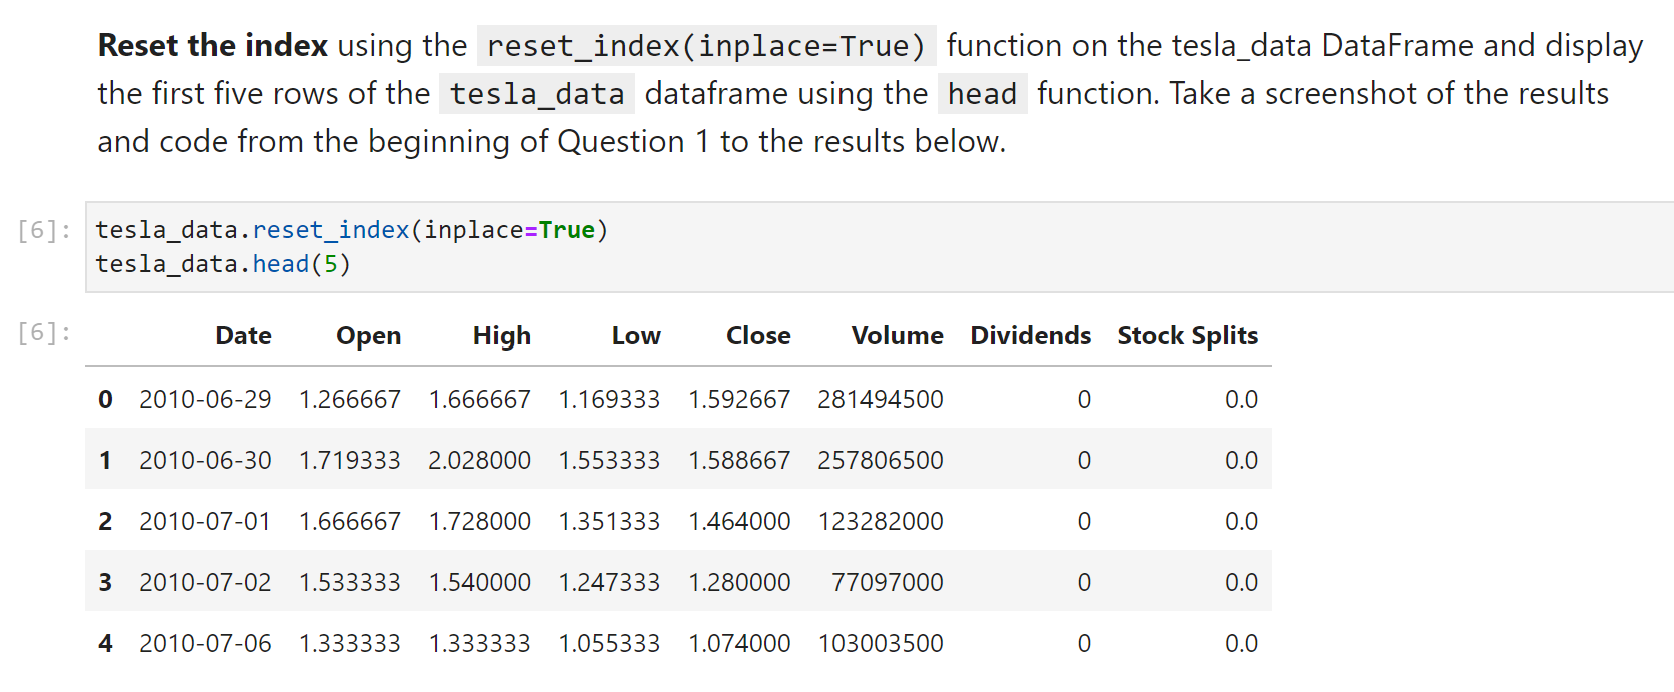 Reset the index using the reset_index(inplace=True) function on the tesla_data DataFrame and display
the first five rows of the tesla_data dataframe using the head function. Take a screenshot of the results
and code from the beginning of Question 1 to the results below.
[6]: tesla_data.reset_index(inplace=True)
tesla_data.head(5)
[6]: Date Open High Low Close Volume Dividends Stock Splits
0 2010-06-29 1.266667 1.666667 1.169333 1.592667 281494500 0 0.0
1 2010-06-30 1.719333 2.028000 1.553333 1.588667 257806500 0 0.0
2 2010-07-01 1.666667 1.728000 1.351333 1.464000 123282000 0 0.0
3 2010-07-02 1.533333 1.540000 1.247333 1.280000 77097000 0 0.0
4 2010-07-06 1.333333 1.333333 1.055333 1.074000 103003500 0 0.0